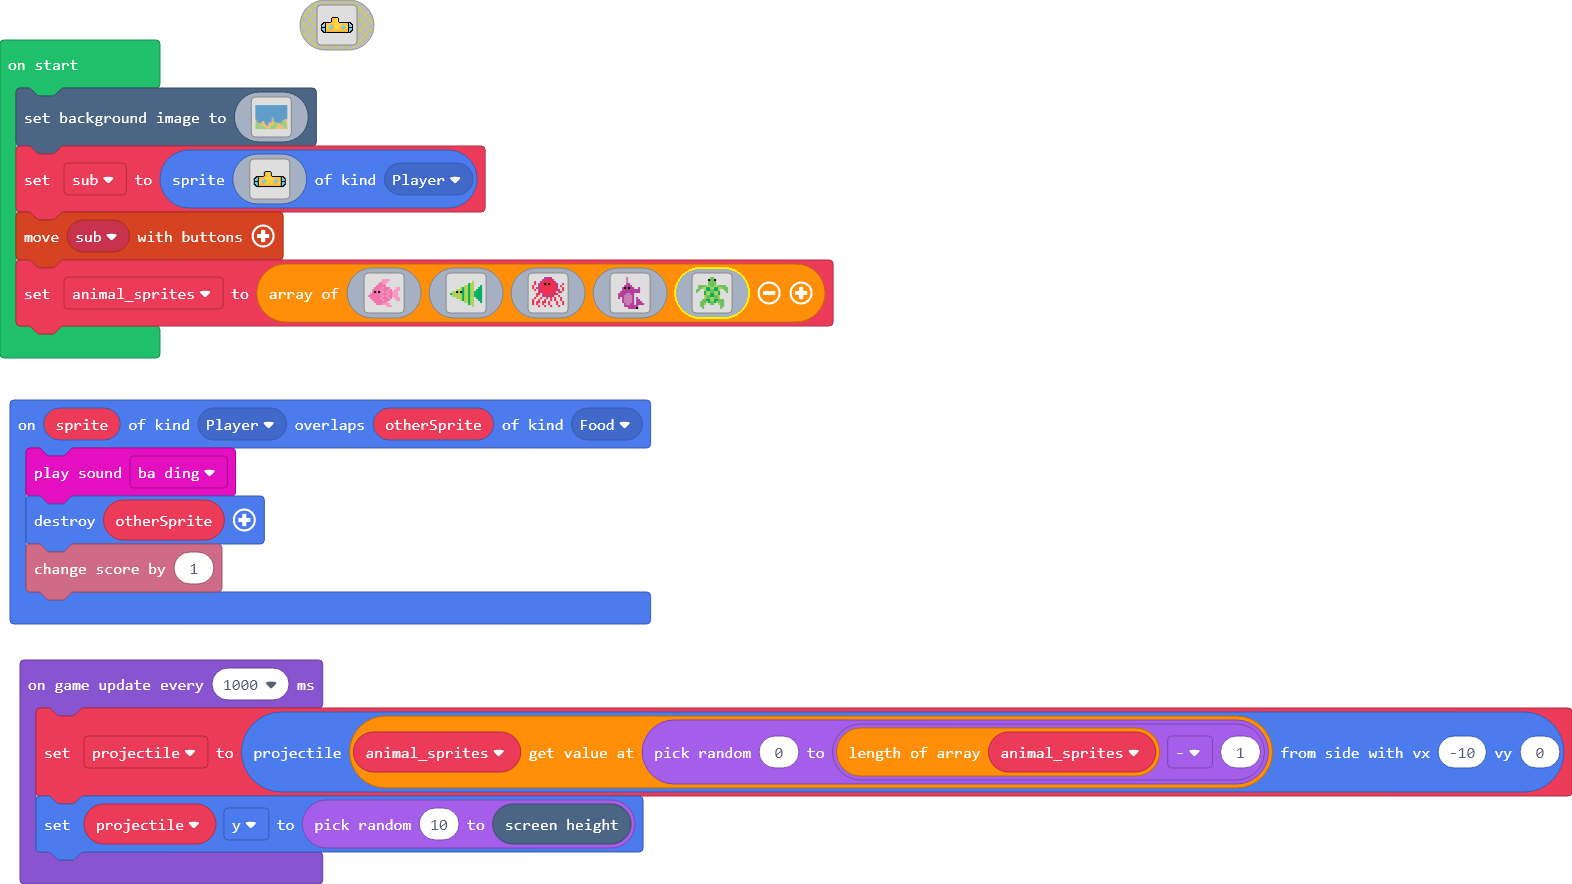 on start
set background image to
set sub to sprite of kind Player
move sub with buttons
set animal_sprites to array of
on sprite of kind Player overlaps otherSprite of kind Food
play sound ba ding
destroy otherSprite
change score by 1
on game update every 1000 ms
set projectile to projectile animal_sprites get value at pick random 0 to length of array animal_sprites - 1 from side with vx -10 vy 0
set projectile y to pick random 10 to screen height